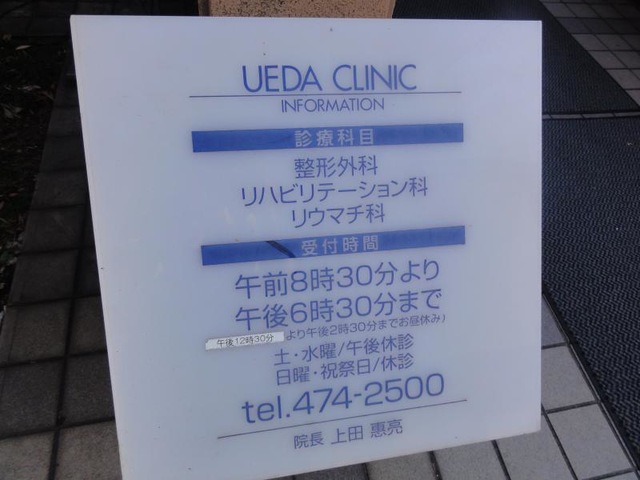 UEDA CLINIC
INFORMATION
診療科目
整形外科
リハビリテーション科
リウマチ科
受付時間
午前8時30分より
午後6時30分まで
午後12時30分より午後2時30分までお昼休み)
土・水曜/午後休診
日曜・祝祭日/休診
tel.474-2500
院長 上田 惠亮